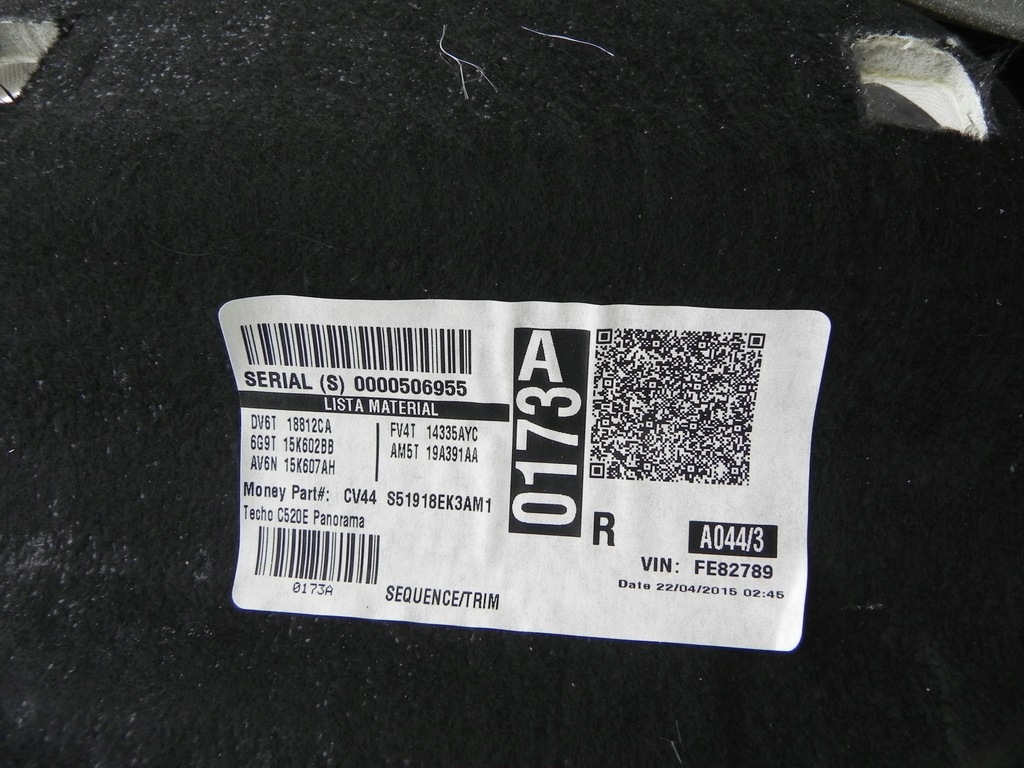 SERIAL (S) 0000506955
LISTA MATERIAL
DV6T 18812CA
6G9T 15K602BB
AV6N 15K607AH
FV4T 14335AYC
AM5T 19A391AA
Money Part#: CV44 S51918EK3AM1
Techo C520E Panorama
0173A
SEQUENCE/TRIM
0173A
R
A044/3
VIN: FE82789
Date 22/04/2015 02:45